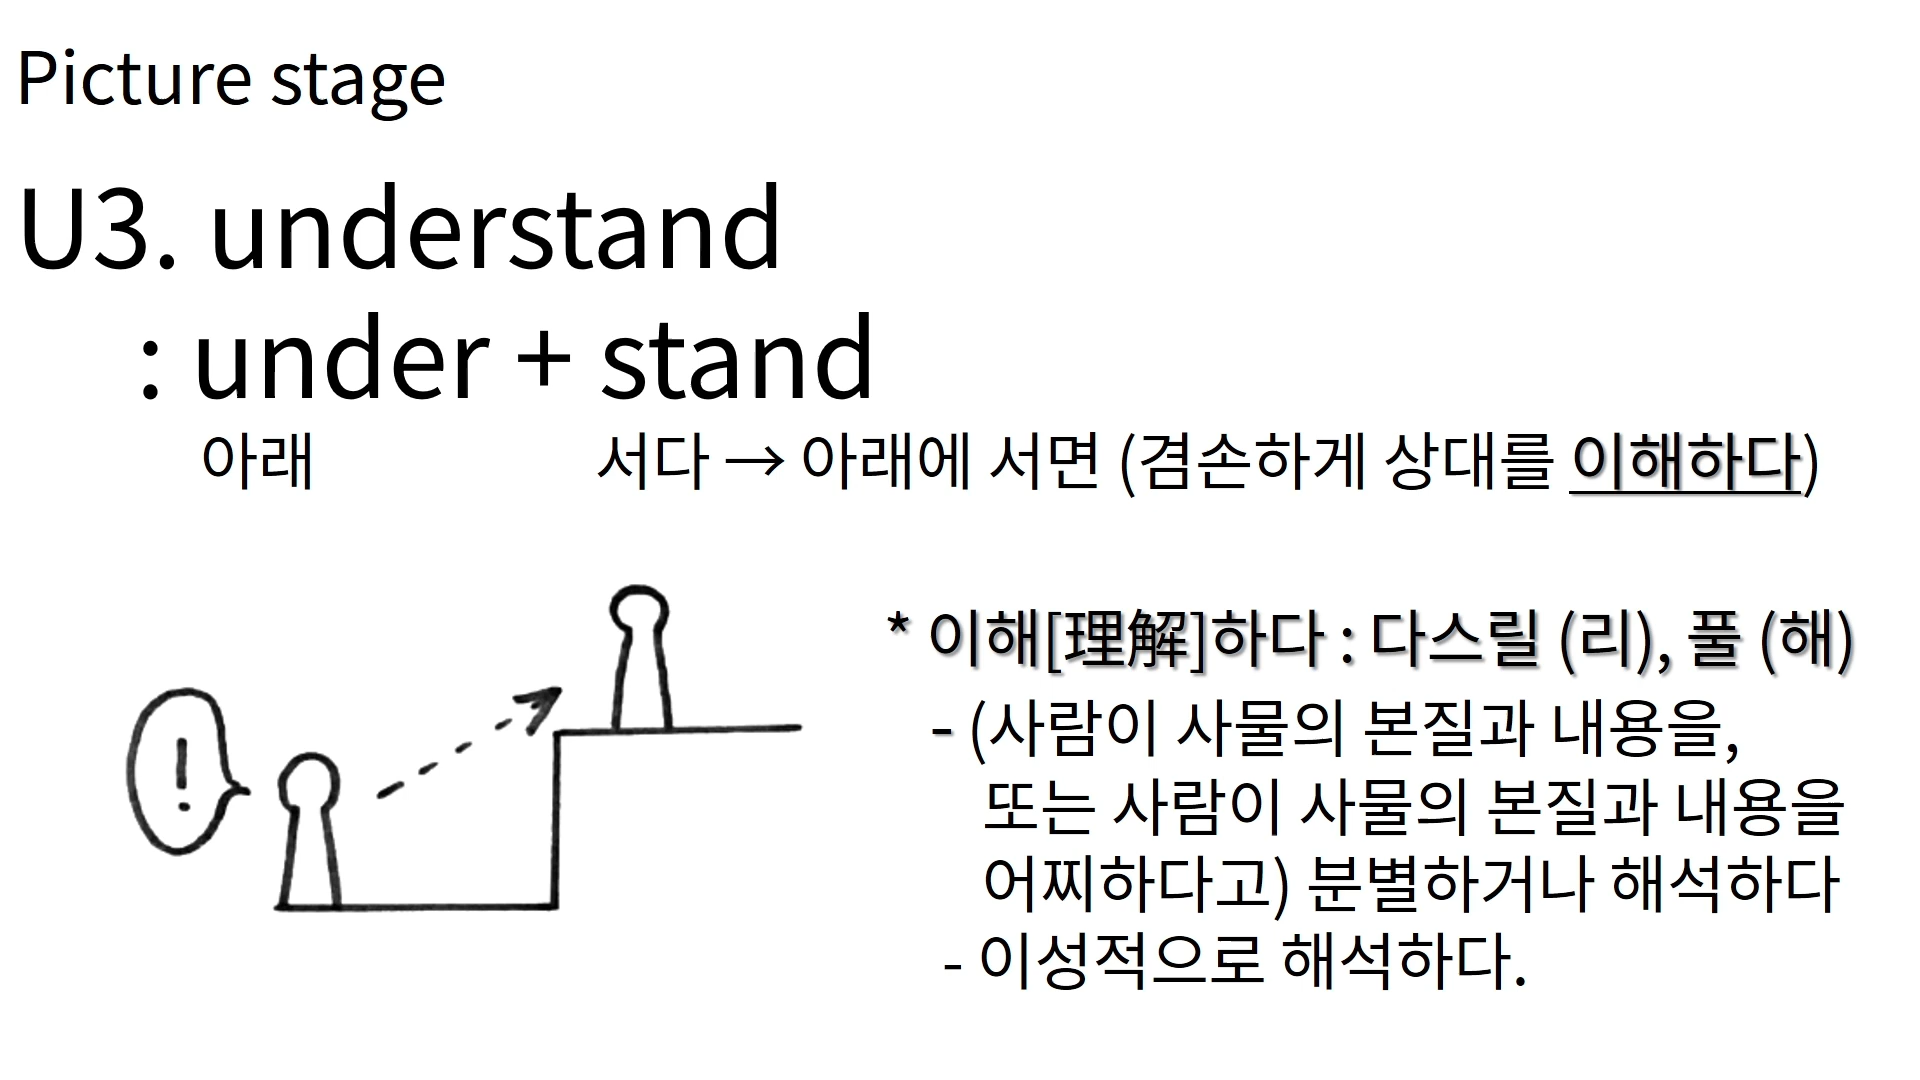 Picture stage
U3. understand
: under + stand
아래 서다 → 아래에 서면 (겸손하게 상대를 이해하다)
!
* 이해[理解]하다 : 다스릴 (리), 풀 (해)
- (사람이 사물의 본질과 내용을,
또는 사람이 사물의 본질과 내용을
어찌하다고) 분별하거나 해석하다
- 이성적으로 해석하다.